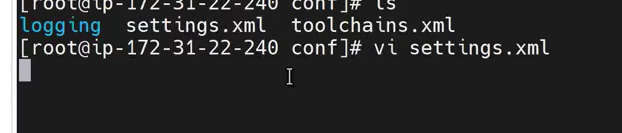 [root@ip-172-31-22-240 conf]# ls
logging  settings.xml  toolchains.xml
[root@ip-172-31-22-240 conf]# vi settings.xml